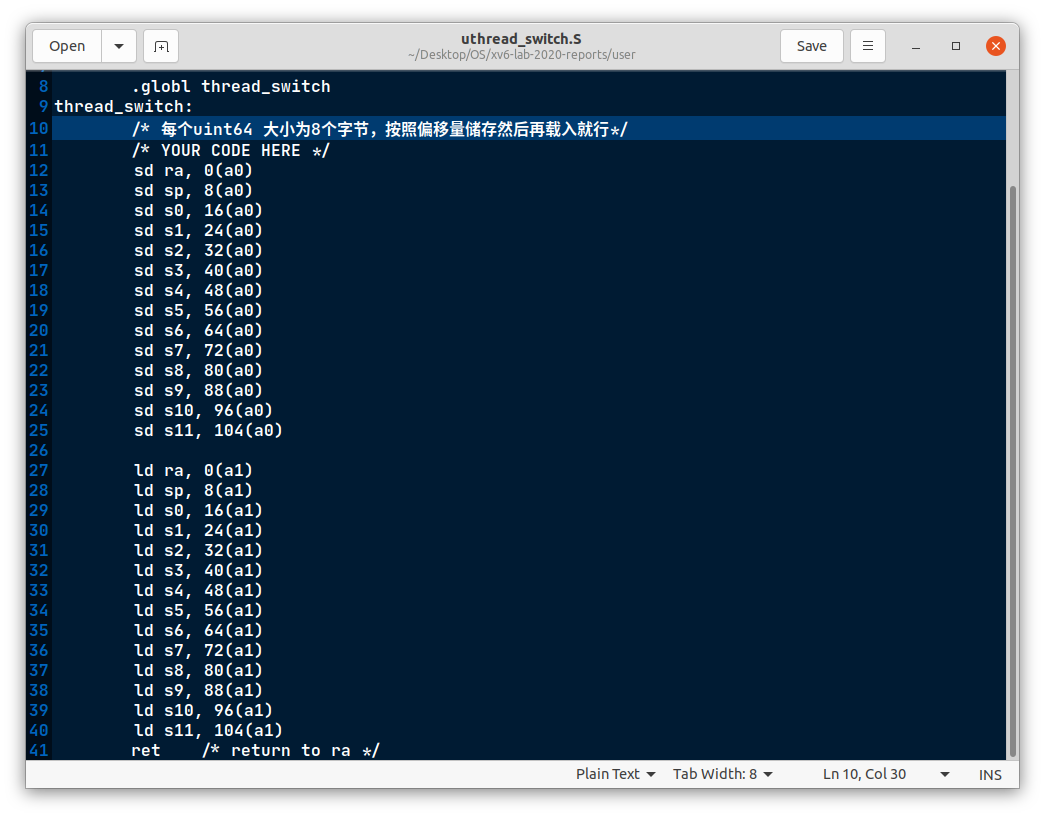 Open
uthread_switch.S
~/Desktop/OS/xv6-lab-2020-reports/user
Save
8 .globl thread_switch
9 thread_switch:
10 /* 每个uint64 大小为8个字节，按照偏移量储存然后再载入就行*/
11 /* YOUR CODE HERE */
12 sd ra, 0(a0)
13 sd sp, 8(a0)
14 sd s0, 16(a0)
15 sd s1, 24(a0)
16 sd s2, 32(a0)
17 sd s3, 40(a0)
18 sd s4, 48(a0)
19 sd s5, 56(a0)
20 sd s6, 64(a0)
21 sd s7, 72(a0)
22 sd s8, 80(a0)
23 sd s9, 88(a0)
24 sd s10, 96(a0)
25 sd s11, 104(a0)
26
27 ld ra, 0(a1)
28 ld sp, 8(a1)
29 ld s0, 16(a1)
30 ld s1, 24(a1)
31 ld s2, 32(a1)
32 ld s3, 40(a1)
33 ld s4, 48(a1)
34 ld s5, 56(a1)
35 ld s6, 64(a1)
36 ld s7, 72(a1)
37 ld s8, 80(a1)
38 ld s9, 88(a1)
39 ld s10, 96(a1)
40 ld s11, 104(a1)
41 ret /* return to ra */
Plain Text Tab Width: 8 Ln 10, Col 30 INS